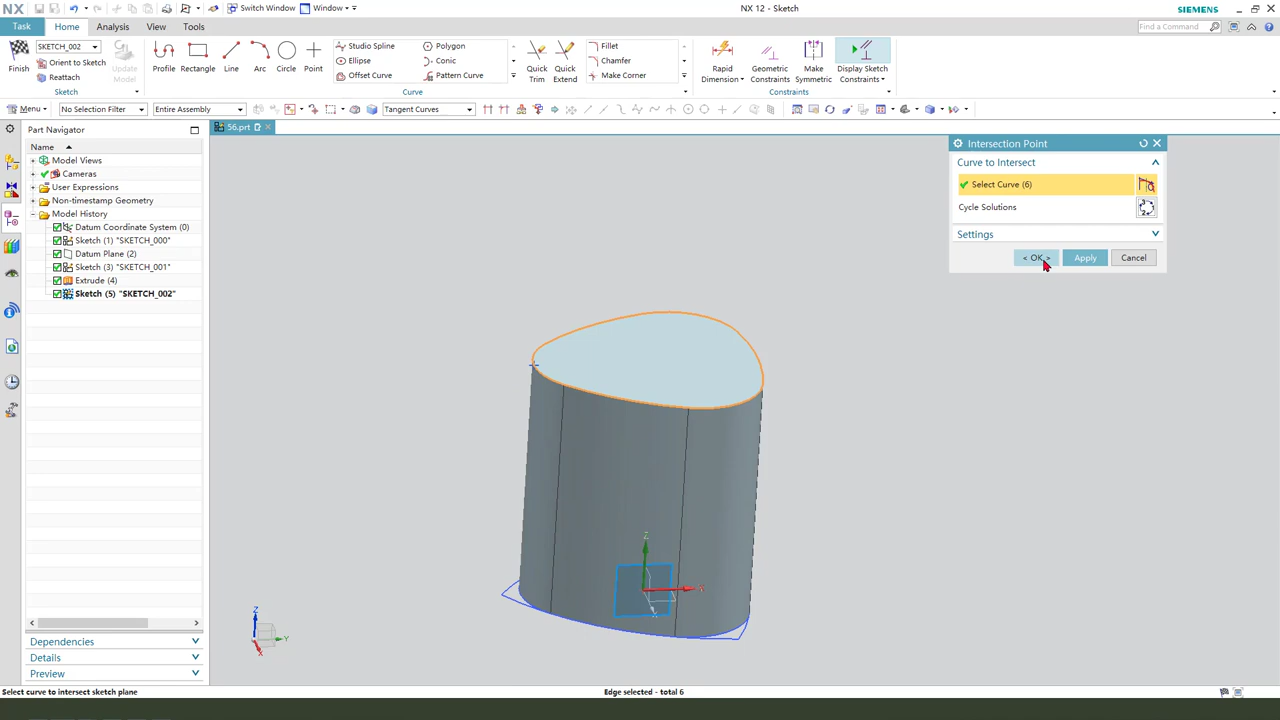 NX
Switch Window
Window
NX 12 - Sketch
SIEMENS
Task
Home
Analysis
View
Tools
Find a Command
Finish
SKETCH_002
Orient to Sketch
Reattach
Update Model
Sketch
Profile
Rectangle
Line
Arc
Circle
Point
Studio Spline
Ellipse
Offset Curve
Polygon
Conic
Pattern Curve
Quick Trim
Quick Extend
Fillet
Chamfer
Make Corner
Curve
Rapid Dimension
Geometric Constraints
Make Symmetric
Display Sketch Constraints
Constraints
Menu
No Selection Filter
Entire Assembly
Tangent Curves
Part Navigator
56.prt
Name
Model Views
Cameras
User Expressions
Non-timestamp Geometry
Model History
Datum Coordinate System (0)
Sketch (1) "SKETCH_000"
Datum Plane (2)
Sketch (3) "SKETCH_001"
Extrude (4)
Sketch (5) "SKETCH_002"
Intersection Point
Curve to Intersect
Select Curve (6)
Cycle Solutions
Settings
< OK >
Apply
Cancel
Z
X
Z
Y
X
Dependencies
Details
Preview
Select curve to intersect sketch plane
Edge selected - total 6